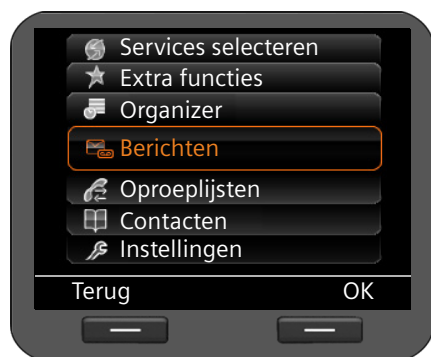 Services selecteren
Extra functies
Organizer
Berichten
Oproeplijsten
Contacten
Instellingen
Terug OK